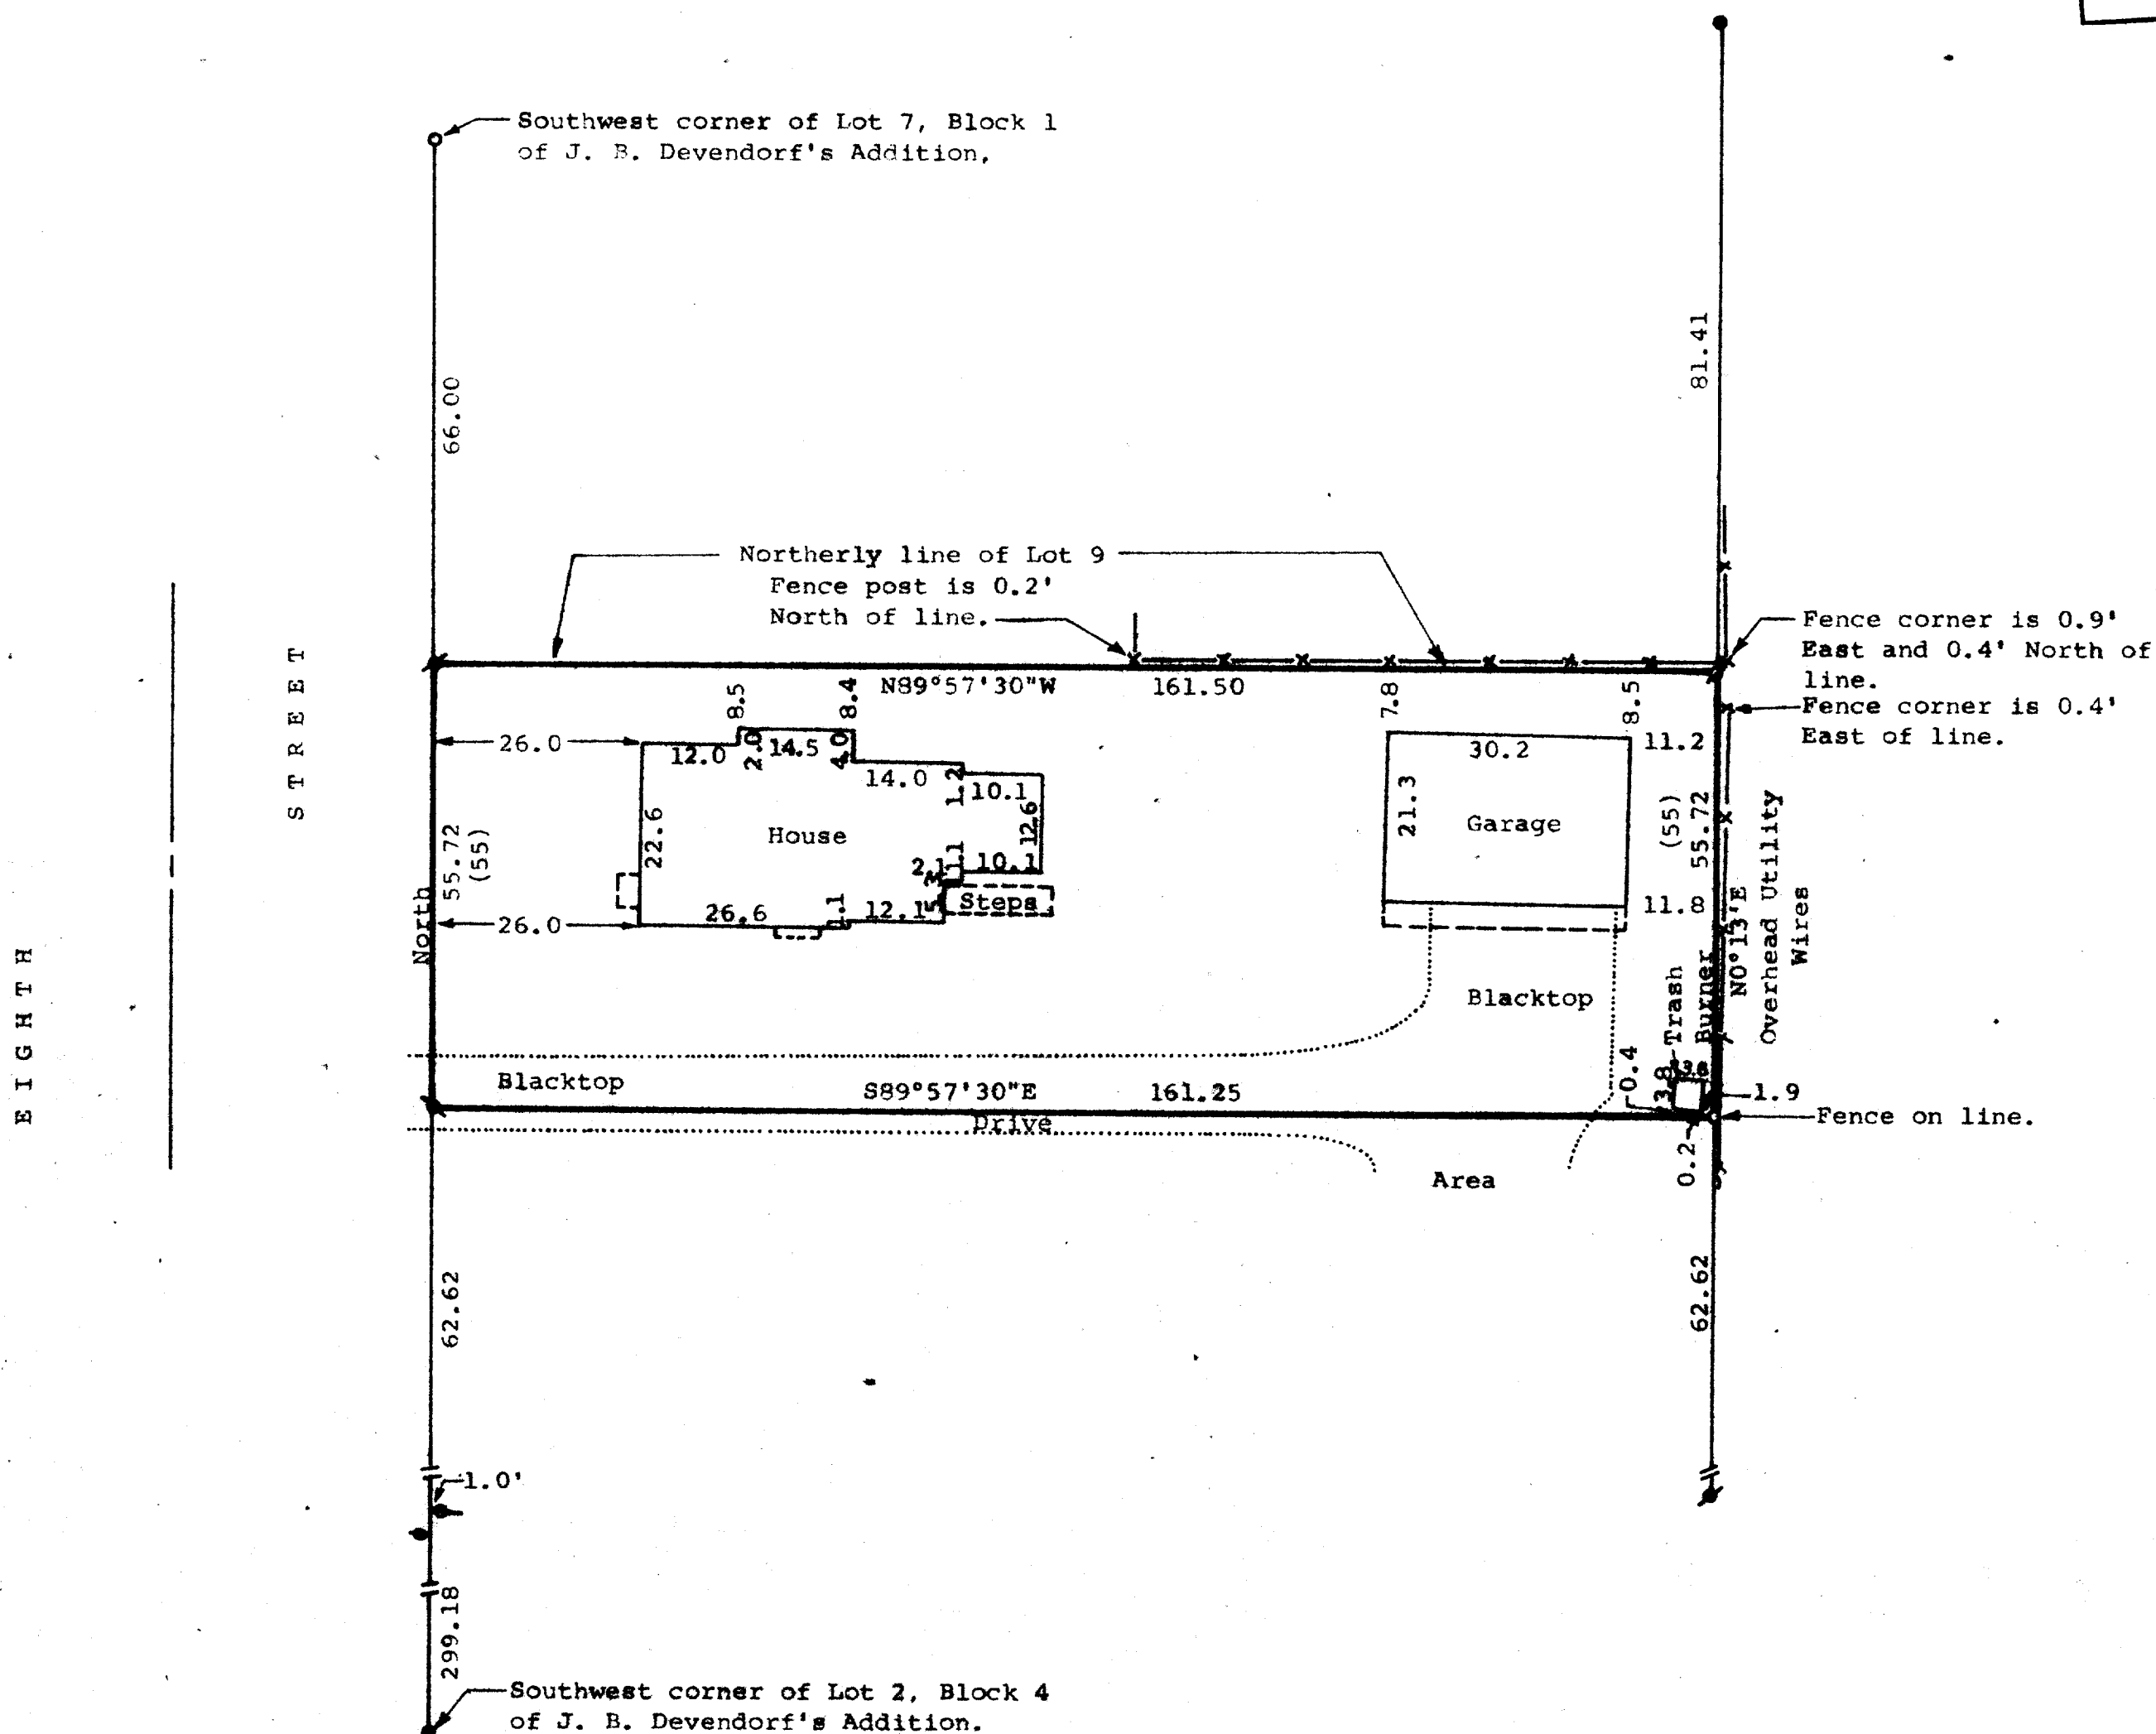 Southwest corner of Lot 7, Block 1
of J. B. Devendorf's Addition,
66.00
81.41
Northerly line of Lot 9
Fence post is 0.2'
North of line.
Fence corner is 0.9'
East and 0.4' North of
line.
Fence corner is 0.4'
East of line.
N89°57'30"W
161.50
EIGHTH
STREET
8.5
8.4
7.8
8.5
26.0
12.0
2.0
14.5
4.0
14.0
1.2
10.1
12.6
22.6
House
10.1
1.1
2.1
Steps
26.6
1.1
12.1
26.0
30.2
21.3
Garage
11.2
11.8
North
55.72
(55)
(55)
55.72
N0°13'E
Overhead Utility
Wires
Trash
Burner
Blacktop
Blacktop
S89°57'30"E
161.25
Drive
Area
0.4
3.8
3.8
1.9
Fence on line.
0.2
62.62
62.62
1.0'
299.18
Southwest corner of Lot 2, Block 4
of J. B. Devendorf's Addition.